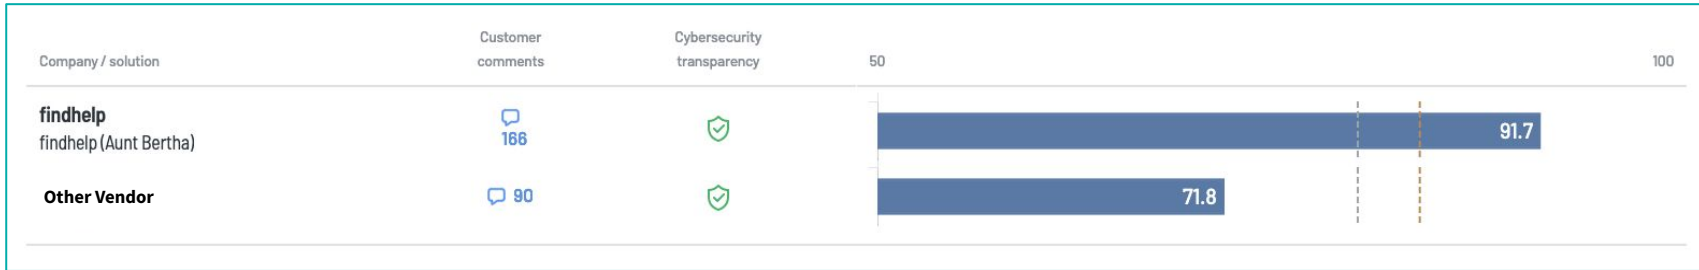 Company / solution
Customer
comments
Cybersecurity
transparency
50
100
findhelp
findhelp (Aunt Bertha)
166
91.7
Other Vendor
90
71.8